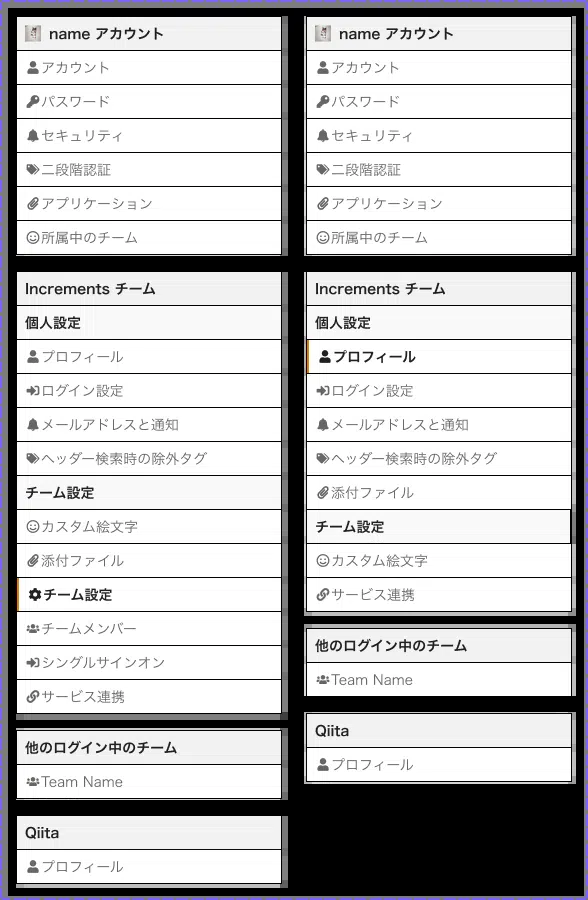 name アカウント
アカウント
パスワード
セキュリティ
二段階認証
アプリケーション
所属中のチーム
Increments チーム
個人設定
プロフィール
ログイン設定
メールアドレスと通知
ヘッダー検索時の除外タグ
チーム設定
カスタム絵文字
添付ファイル
チーム設定
チームメンバー
シングルサインオン
サービス連携
他のログイン中のチーム
Team Name
Qiita
プロフィール
name アカウント
アカウント
パスワード
セキュリティ
二段階認証
アプリケーション
所属中のチーム
Increments チーム
個人設定
プロフィール
ログイン設定
メールアドレスと通知
ヘッダー検索時の除外タグ
添付ファイル
チーム設定
カスタム絵文字
サービス連携
他のログイン中のチーム
Team Name
Qiita
プロフィール